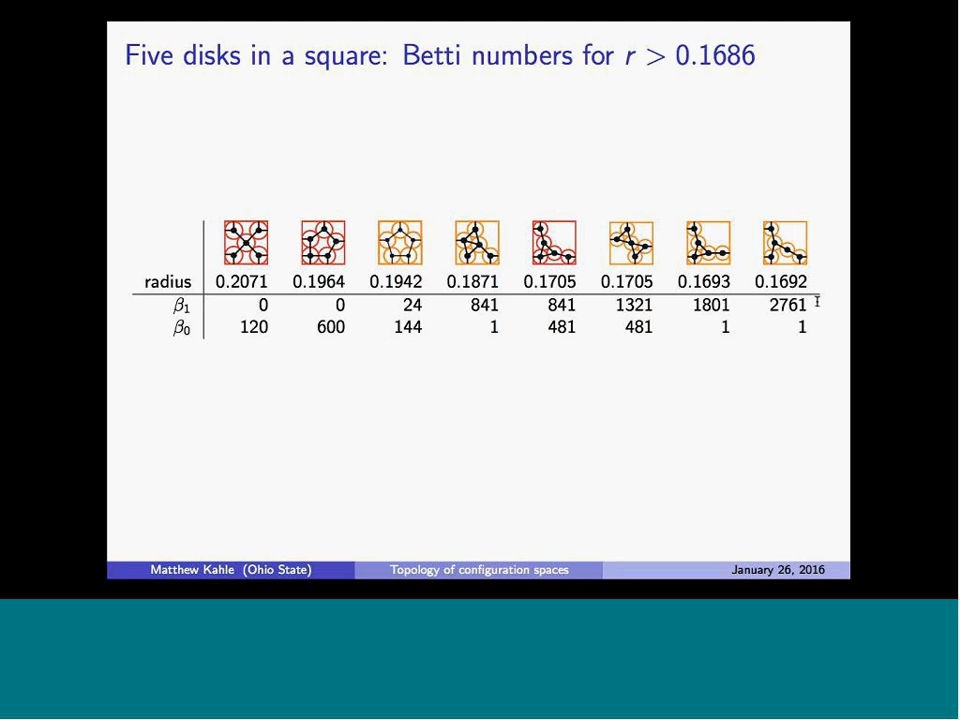 Five disks in a square: Betti numbers for r > 0.1686
radius 0.2071 0.1964 0.1942 0.1871 0.1705 0.1705 0.1693 0.1692
β₁ 0 0 24 841 841 1321 1801 2761
β₀ 120 600 144 1 481 481 1 1
Matthew Kahle (Ohio State) Topology of configuration spaces January 26, 2016